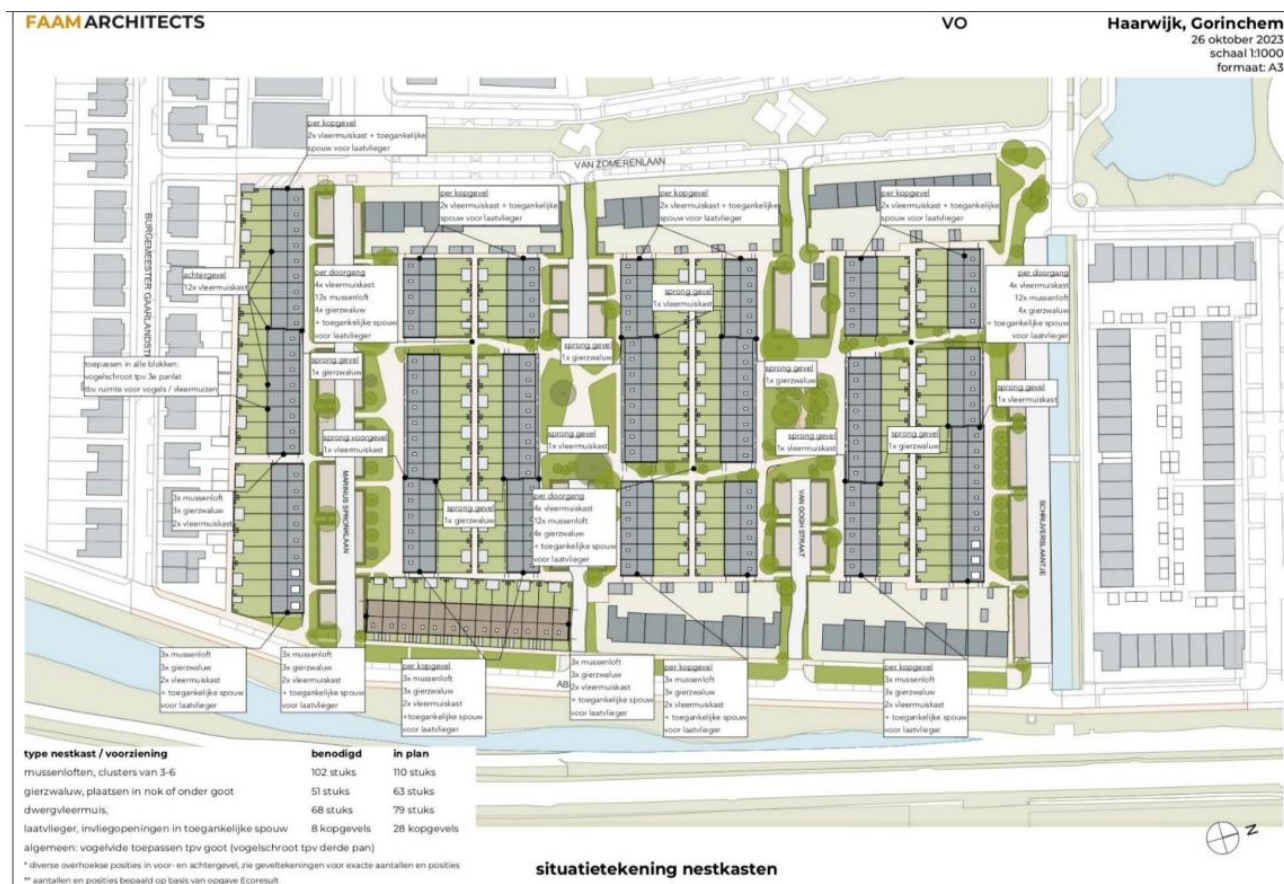 FAAM ARCHITECTS
VO
Haarwijk, Gorinchem
26 oktober 2023
schaal 1:1000
formaat: A3
per kopgevel
2x vleermuiskast + toegankelijke
spouw voor laatvlieger
VAN ZOMERENLAAN
per kopgevel
2x vleermuiskast + toegankelijke
spouw voor laatvlieger
per kopgevel
2x vleermuiskast + toegankelijke
spouw voor laatvlieger
per kopgevel
2x vleermuiskast + toegankelijke
spouw voor laatvlieger
BURGEMEESTER GAARLANDST
achtergevel
12x vleermuiskast
per doorgang
4x vleermuiskast
12x mussenloft
4x gierzwaluw
+ toegankelijke spouw
voor laatvlieger
sprong gevel
1x vleermuiskast
per doorgang
4x vleermuiskast
12x mussenloft
4x gierzwaluw
+ toegankelijke spouw
voor laatvlieger
toepassen in alle blokken:
vogelschroot tpv 3e panlat
tbv ruimte voor vogels / vleermuizen
sprong gevel
1x gierzwaluw
sprong gevel
1x gierzwaluw
sprong gevel
1x gierzwaluw
sprong gevel
1x vleermuiskast
sprong voorgevel
1x vleermuiskast
sprong gevel
1x vleermuiskast
sprong gevel
1x vleermuiskast
sprong gevel
1x gierzwaluw
3x mussenloft
3x gierzwaluw
2x vleermuiskast
MARINUS SPRONKLAAN
sprong gevel
1x gierzwaluw
per doorgang
4x vleermuiskast
12x mussenloft
4x gierzwaluw
+ toegankelijke spouw
voor laatvlieger
VAN GOGH STRAAT
SCHRIJVERSLAANTJE
3x mussenloft
3x gierzwaluw
2x vleermuiskast
+ toegankelijke spouw
voor laatvlieger
3x mussenloft
3x gierzwaluw
2x vleermuiskast
+ toegankelijke spouw
voor laatvlieger
per kopgevel
3x mussenloft
3x gierzwaluw
2x vleermuiskast
+toegankelijke spouw
voor laatvlieger
AB
3x mussenloft
3x gierzwaluw
2x vleermuiskast
+ toegankelijke spouw
voor laatvlieger
per kopgevel
3x mussenloft
3x gierzwaluw
2x vleermuiskast
+ toegankelijke spouw
voor laatvlieger
per kopgevel
3x mussenloft
3x gierzwaluw
2x vleermuiskast
+ toegankelijke spouw
voor laatvlieger
type nestkast / voorziening benodigd in plan
mussenloften, clusters van 3-6 102 stuks 110 stuks
gierzwaluw, plaatsen in nok of onder goot 51 stuks 63 stuks
dwergvleermuis, 68 stuks 79 stuks
laatvlieger, invliegopeningen in toegankelijke spouw 8 kopgevels 28 kopgevels
algemeen: vogelvide toepassen tpv goot (vogelschroot tpv derde pan)
* diverse overhoekse posities in voor- en achtergevel, zie geveltekeningen voor exacte aantallen en posities
** aantallen en posities bepaald op basis van opgave Ecoresult
situatietekening nestkasten
N